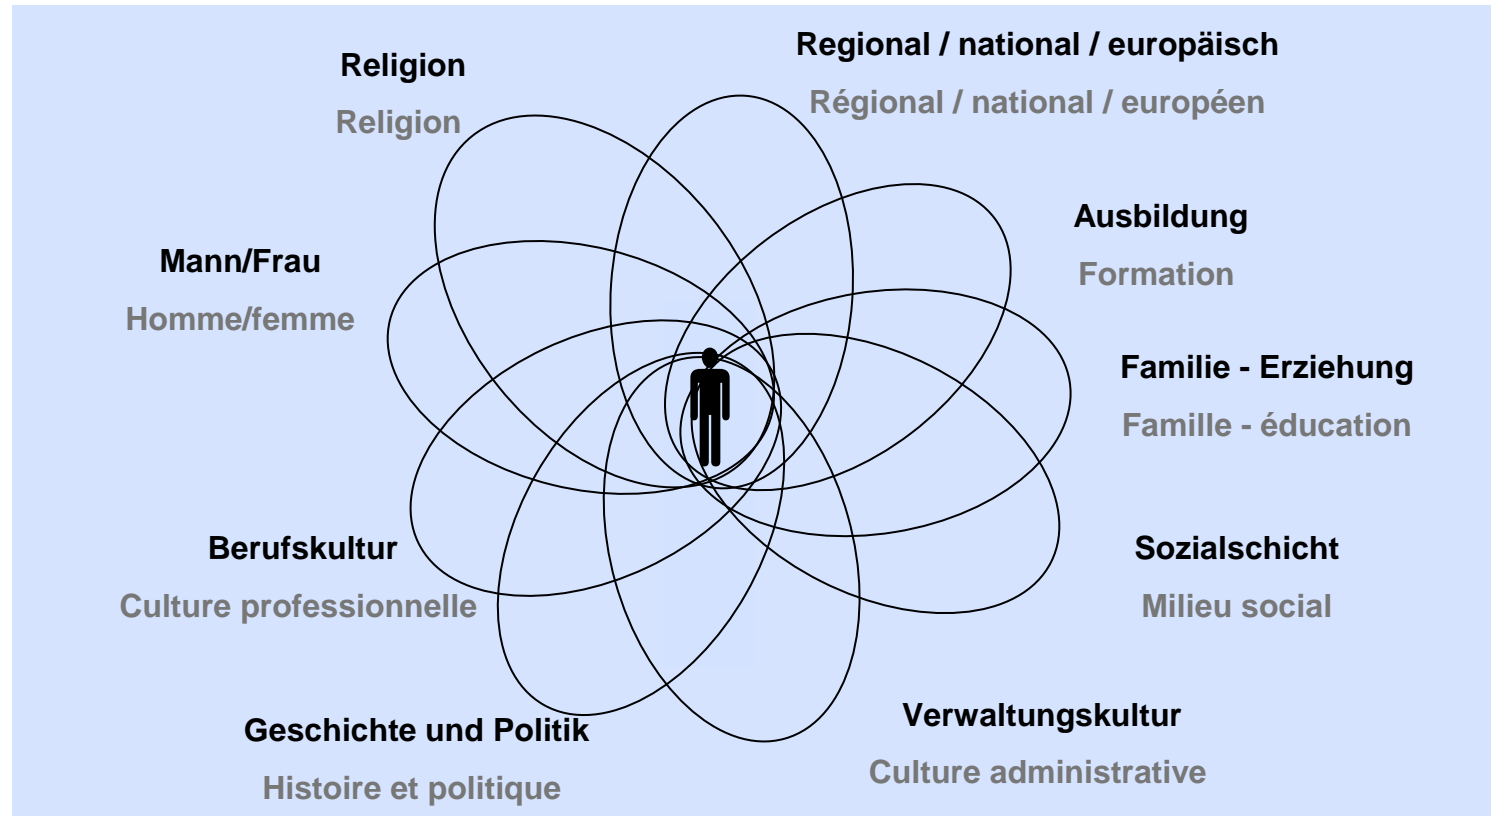 Religion
Religion
Regional / national / europäisch
Régional / national / européen
Ausbildung
Formation
Mann/Frau
Homme/femme
Familie - Erziehung
Famille - éducation
Berufskultur
Culture professionnelle
Sozialschicht
Milieu social
Geschichte und Politik
Histoire et politique
Verwaltungskultur
Culture administrative